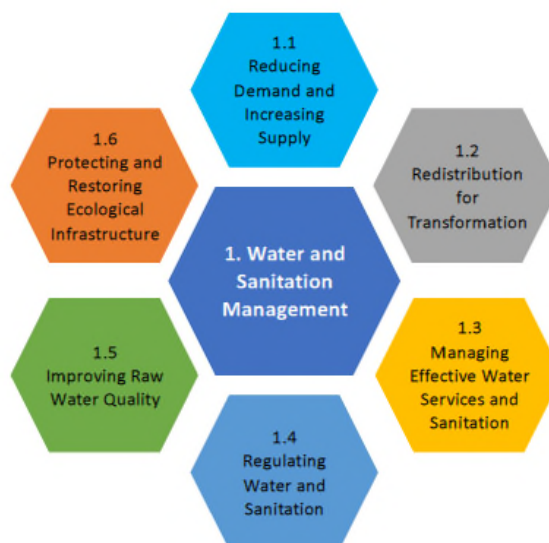 1.1
Reducing
Demand and
Increasing
Supply
1.2
Redistribution
for
Transformation
1.3
Managing
Effective Water
Services and
Sanitation
1.4
Regulating
Water and
Sanitation
1.5
Improving Raw
Water Quality
1.6
Protecting and
Restoring
Ecological
Infrastructure
1. Water and
Sanitation
Management